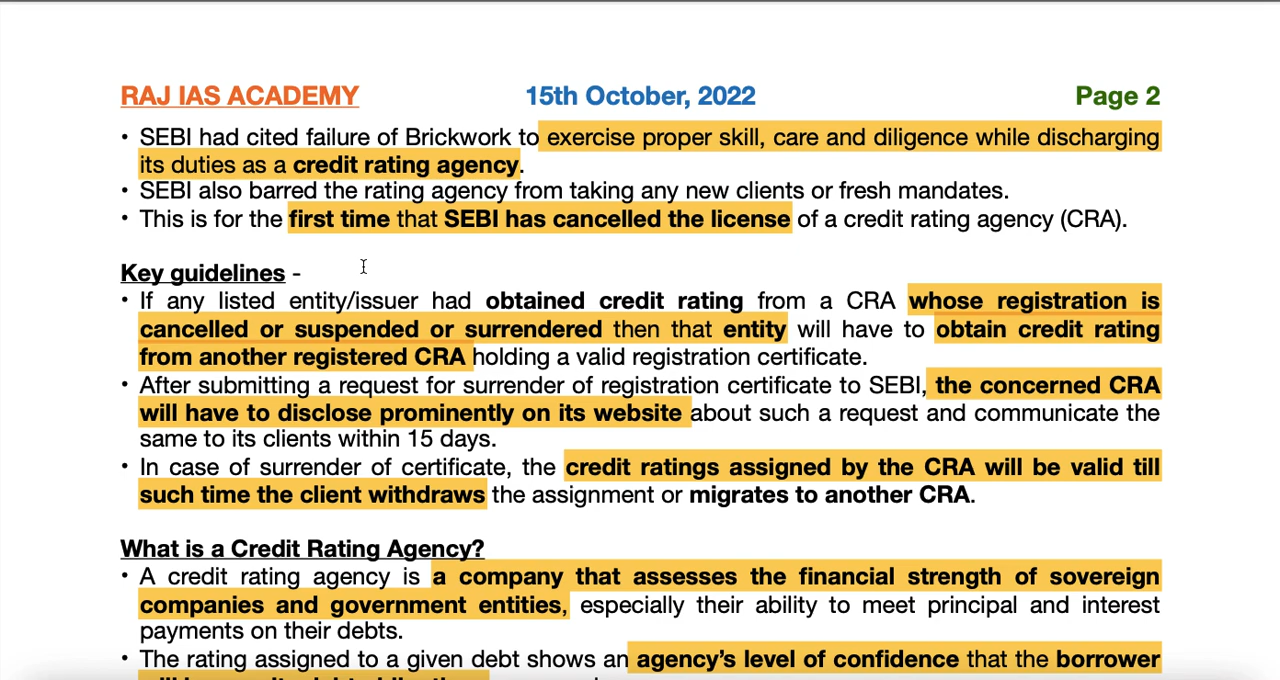 RAJ IAS ACADEMY 15th October, 2022 Page 2
• SEBI had cited failure of Brickwork to exercise proper skill, care and diligence while discharging
its duties as a credit rating agency.
• SEBI also barred the rating agency from taking any new clients or fresh mandates.
• This is for the first time that SEBI has cancelled the license of a credit rating agency (CRA).
Key guidelines -
• If any listed entity/issuer had obtained credit rating from a CRA whose registration is
cancelled or suspended or surrendered then that entity will have to obtain credit rating
from another registered CRA holding a valid registration certificate.
• After submitting a request for surrender of registration certificate to SEBI, the concerned CRA
will have to disclose prominently on its website about such a request and communicate the
same to its clients within 15 days.
• In case of surrender of certificate, the credit ratings assigned by the CRA will be valid till
such time the client withdraws the assignment or migrates to another CRA.
What is a Credit Rating Agency?
• A credit rating agency is a company that assesses the financial strength of sovereign
companies and government entities, especially their ability to meet principal and interest
payments on their debts.
• The rating assigned to a given debt shows an agency's level of confidence that the borrower